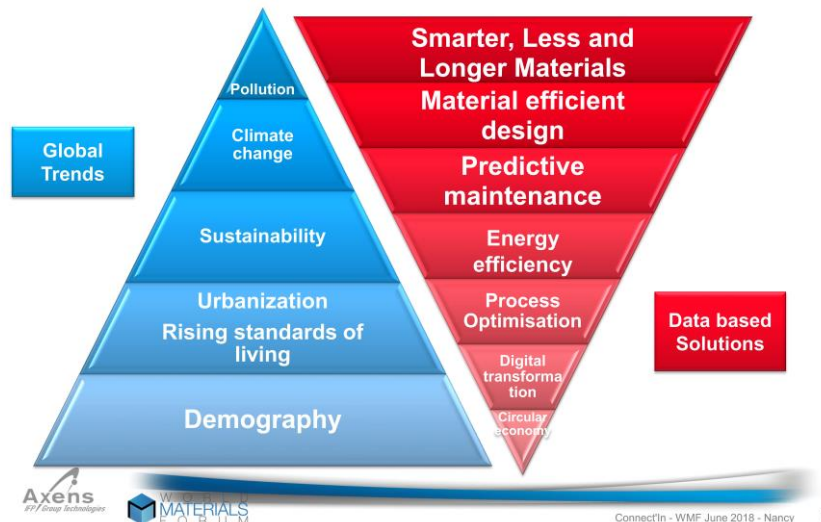 Global
Trends
Pollution
Climate
change
Sustainability
Urbanization
Rising standards of
living
Demography
Smarter, Less and
Longer Materials
Material efficient
design
Predictive
maintenance
Energy
efficiency
Process
Optimisation
Digital
transforma
tion
Circular
economy
Data based
Solutions
Axens
IFP Group Technologies
WORLD
MATERIALS
FORUM
Connect'In - WMF June 2018 - Nancy